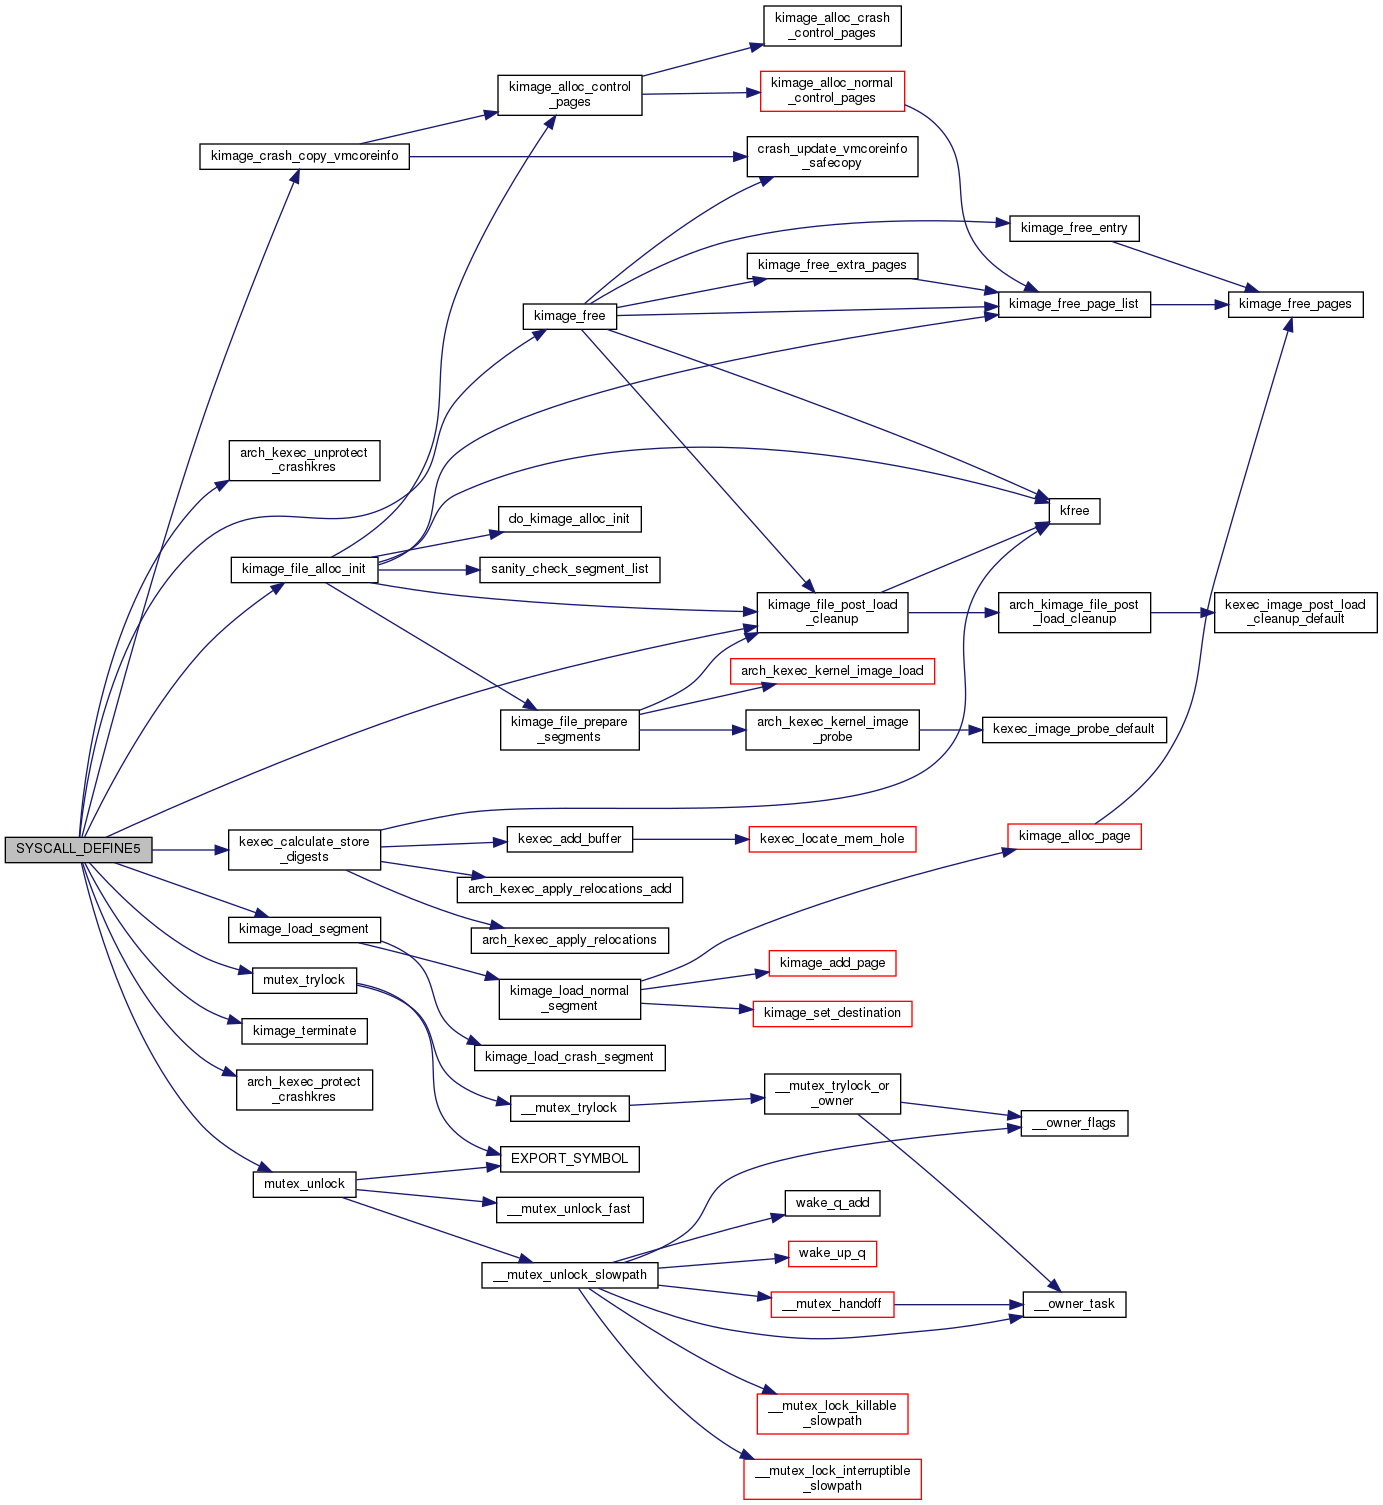 kimage_alloc_crash
_control_pages
kimage_alloc_control
_pages
kimage_alloc_normal
_control_pages
kimage_crash_copy_vmcoreinfo
crash_update_vmcoreinfo
_safecopy
kimage_free_entry
kimage_free_extra_pages
kimage_free
kimage_free_page_list
kimage_free_pages
arch_kexec_unprotect
_crashkres
kfree
do_kimage_alloc_init
kimage_file_alloc_init
sanity_check_segment_list
kimage_file_post_load
_cleanup
arch_kimage_file_post
_load_cleanup
kexec_image_post_load
_cleanup_default
arch_kexec_kernel_image_load
kimage_file_prepare
_segments
arch_kexec_kernel_image
_probe
kexec_image_probe_default
SYSCALL_DEFINE5
kexec_calculate_store
_digests
kexec_add_buffer
kexec_locate_mem_hole
kimage_alloc_page
arch_kexec_apply_relocations_add
kimage_load_segment
arch_kexec_apply_relocations
mutex_trylock
kimage_load_normal
_segment
kimage_add_page
kimage_set_destination
kimage_terminate
kimage_load_crash_segment
arch_kexec_protect
_crashkres
__mutex_trylock
__mutex_trylock_or
_owner
__owner_flags
EXPORT_SYMBOL
mutex_unlock
__mutex_unlock_fast
wake_q_add
wake_up_q
__mutex_unlock_slowpath
__mutex_handoff
__owner_task
__mutex_lock_killable
_slowpath
__mutex_lock_interruptible
_slowpath